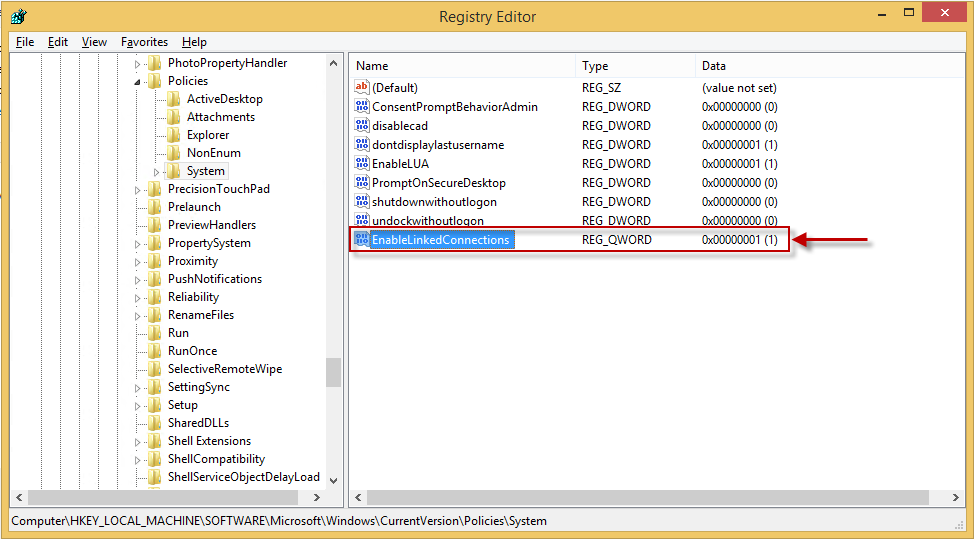 Registry Editor
File Edit View Favorites Help
PhotoPropertyHandler
Policies
ActiveDesktop
Attachments
Explorer
NonEnum
System
PrecisionTouchPad
Prelaunch
PreviewHandlers
PropertySystem
Proximity
PushNotifications
Reliability
RenameFiles
Run
RunOnce
SelectiveRemoteWipe
SettingSync
Setup
SharedDLLs
Shell Extensions
ShellCompatibility
ShellServiceObjectDelayLoad
Name Type Data
(Default) REG_SZ (value not set)
ConsentPromptBehaviorAdmin REG_DWORD 0x00000000 (0)
disablecad REG_DWORD 0x00000000 (0)
dontdisplaylastusername REG_DWORD 0x00000001 (1)
EnableLUA REG_DWORD 0x00000001 (1)
PromptOnSecureDesktop REG_DWORD 0x00000000 (0)
shutdownwithoutlogon REG_DWORD 0x00000000 (0)
undockwithoutlogon REG_DWORD 0x00000000 (0)
EnableLinkedConnections REG_QWORD 0x00000001 (1)
Computer\HKEY_LOCAL_MACHINE\SOFTWARE\Microsoft\Windows\CurrentVersion\Policies\System